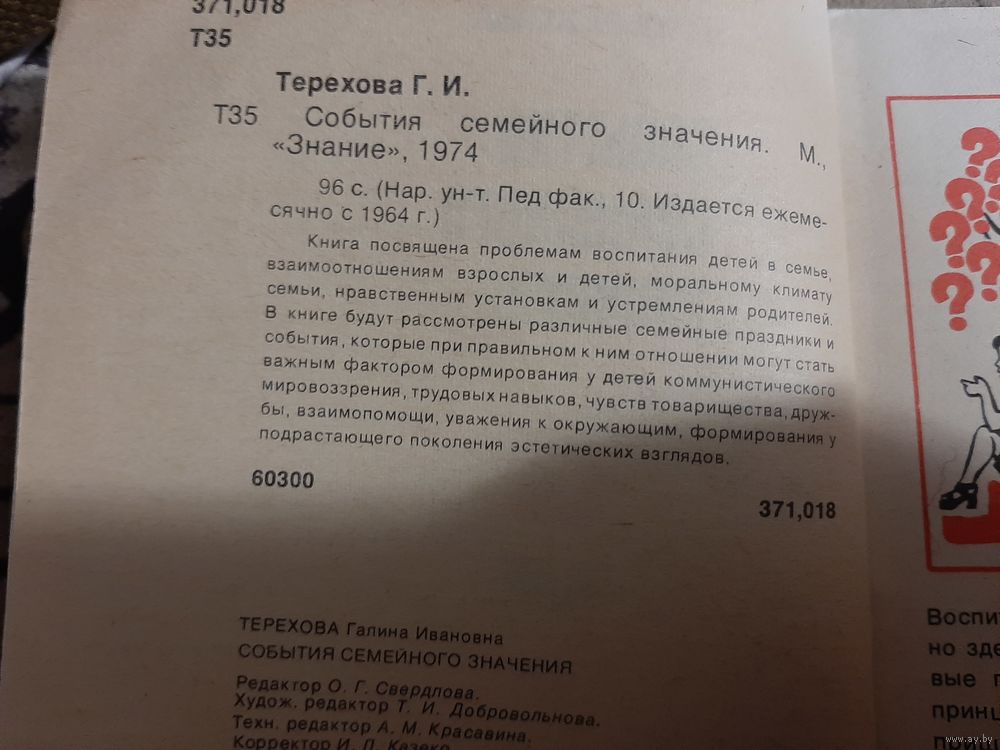 371,018
Т35
Терехова Г. И.
Т35 События семейного значения. М.,
«Знание», 1974
96 с. (Нар. ун-т. Пед фак., 10. Издается ежеме-
сячно с 1964 г.)
Книга посвящена проблемам воспитания детей в семье,
взаимоотношениям взрослых и детей, моральному климату
семьи, нравственным установкам и устремлениям родителей.
В книге будут рассмотрены различные семейные праздники и
события, которые при правильном к ним отношении могут стать
важным фактором формирования у детей коммунистического
мировоззрения, трудовых навыков, чувств товарищества, друж-
бы, взаимопомощи, уважения к окружающим, формирования у
подрастающего поколения эстетических взглядов.
60300
371,018
ТЕРЕХОВА Галина Ивановна
СОБЫТИЯ СЕМЕЙНОГО ЗНАЧЕНИЯ
Редактор О. Г. Свердлова.
Худож. редактор Т. И. Добровольнова.
Техн. редактор А. М. Красавина.
Корректор И. Л. Казеко
? ? ? ? ? ? ?
Воспи
но зде
вые п
принц
www.ay.by